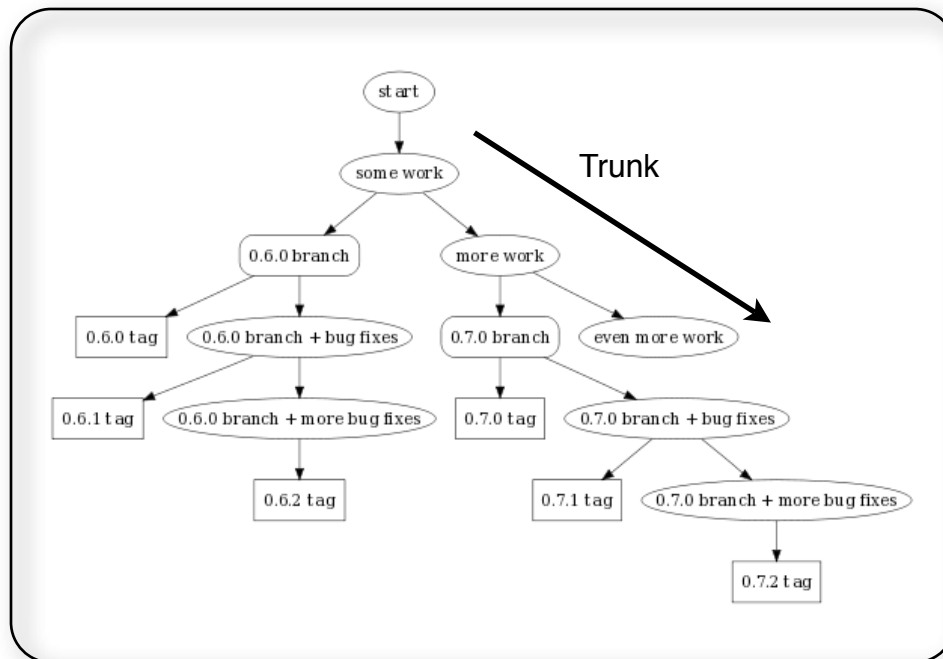 start
Trunk
some work
0.6.0 branch
more work
0.6.0 tag
0.6.0 branch + bug fixes
0.7.0 branch
even more work
0.6.1 tag
0.6.0 branch + more bug fixes
0.7.0 tag
0.7.0 branch + bug fixes
0.6.2 tag
0.7.1 tag
0.7.0 branch + more bug fixes
0.7.2 tag